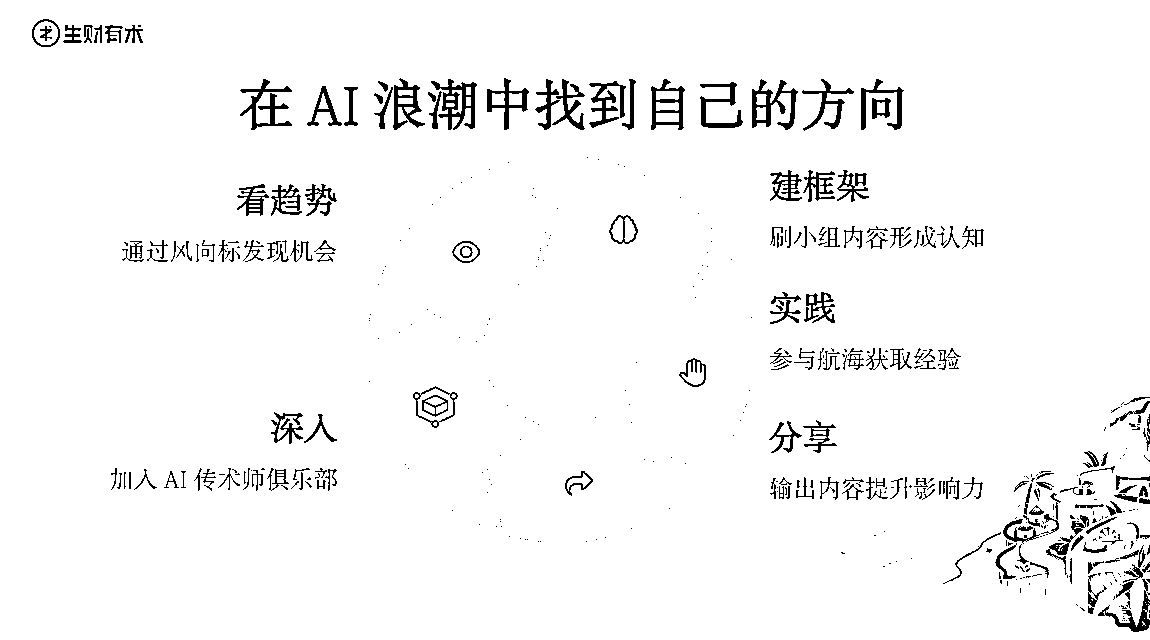 生财有术
在 AI 浪潮中找到自己的方向
看趋势
通过风向标发现机会
建框架
刷小组内容形成认知
实践
参与航海获取经验
深入
加入 AI 传术师俱乐部
分享
输出内容提升影响力